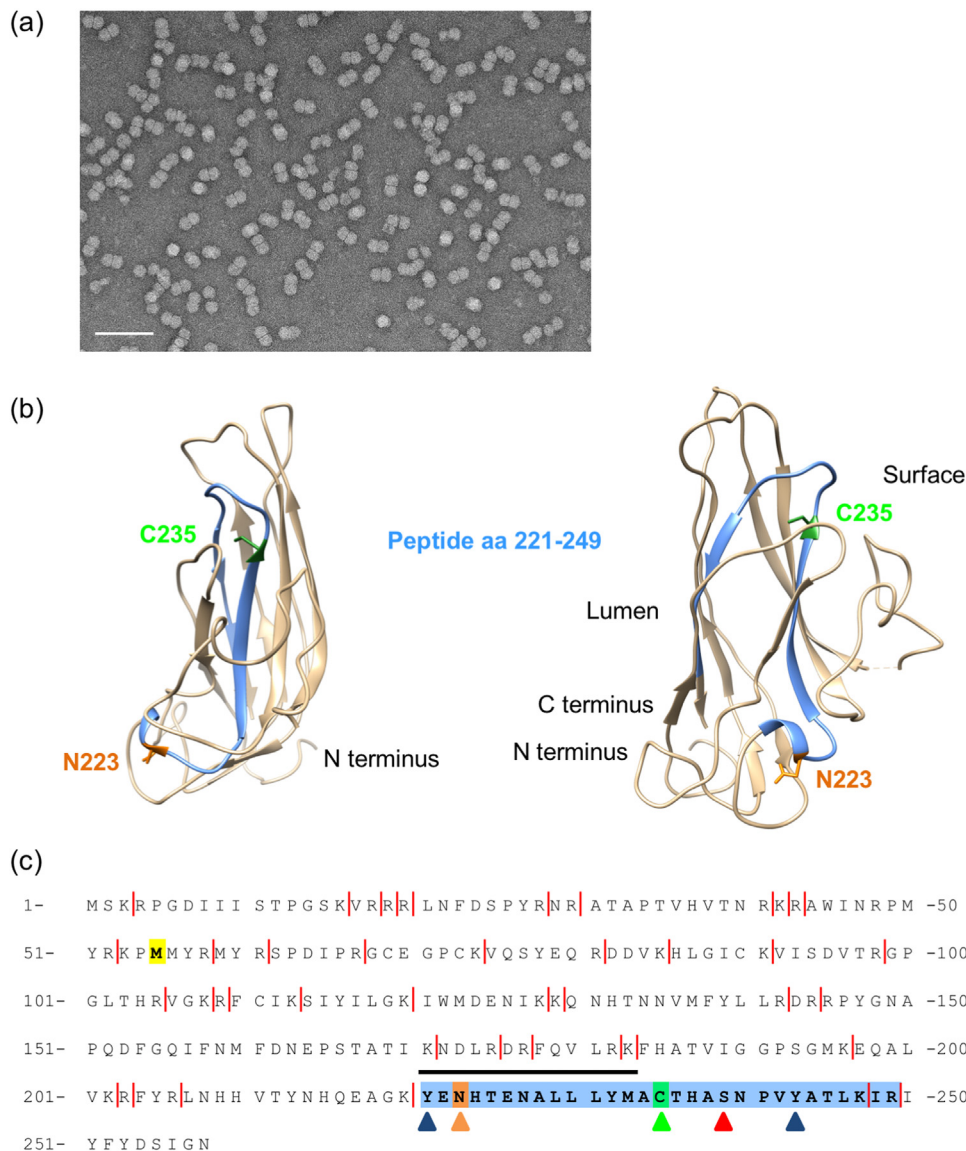 (a)
(b)
C235
Peptide aa 221-249
Surface
C235
Lumen
C terminus
N terminus
N223
N terminus
N223
(c)
1- MSKRPGDIII STPGSKVRRR LNFDSPYRNR ATAPTVHVTN RKRAWINRPM -50
51- YRKPMMYRMY RSPDIPRGCE GPCKVQSYEQ RDDVKHLGIC KVISDVTRGP -100
101- GLTHRVGKRF CIKSIYILGK IWMDENIKKQ NHTNNVMFYL LRDRRPYGNA -150
151- PQDFGQIFNM FDNEPSTATI KNDLRDRFQV LRKFHATVIG GPSGMKEQAL -200
201- VKRFYRLNHH VTYNHQEAGK YENHTENALL LYMACTHASN PVYATLKIRI -250
251- YFYDSIGN